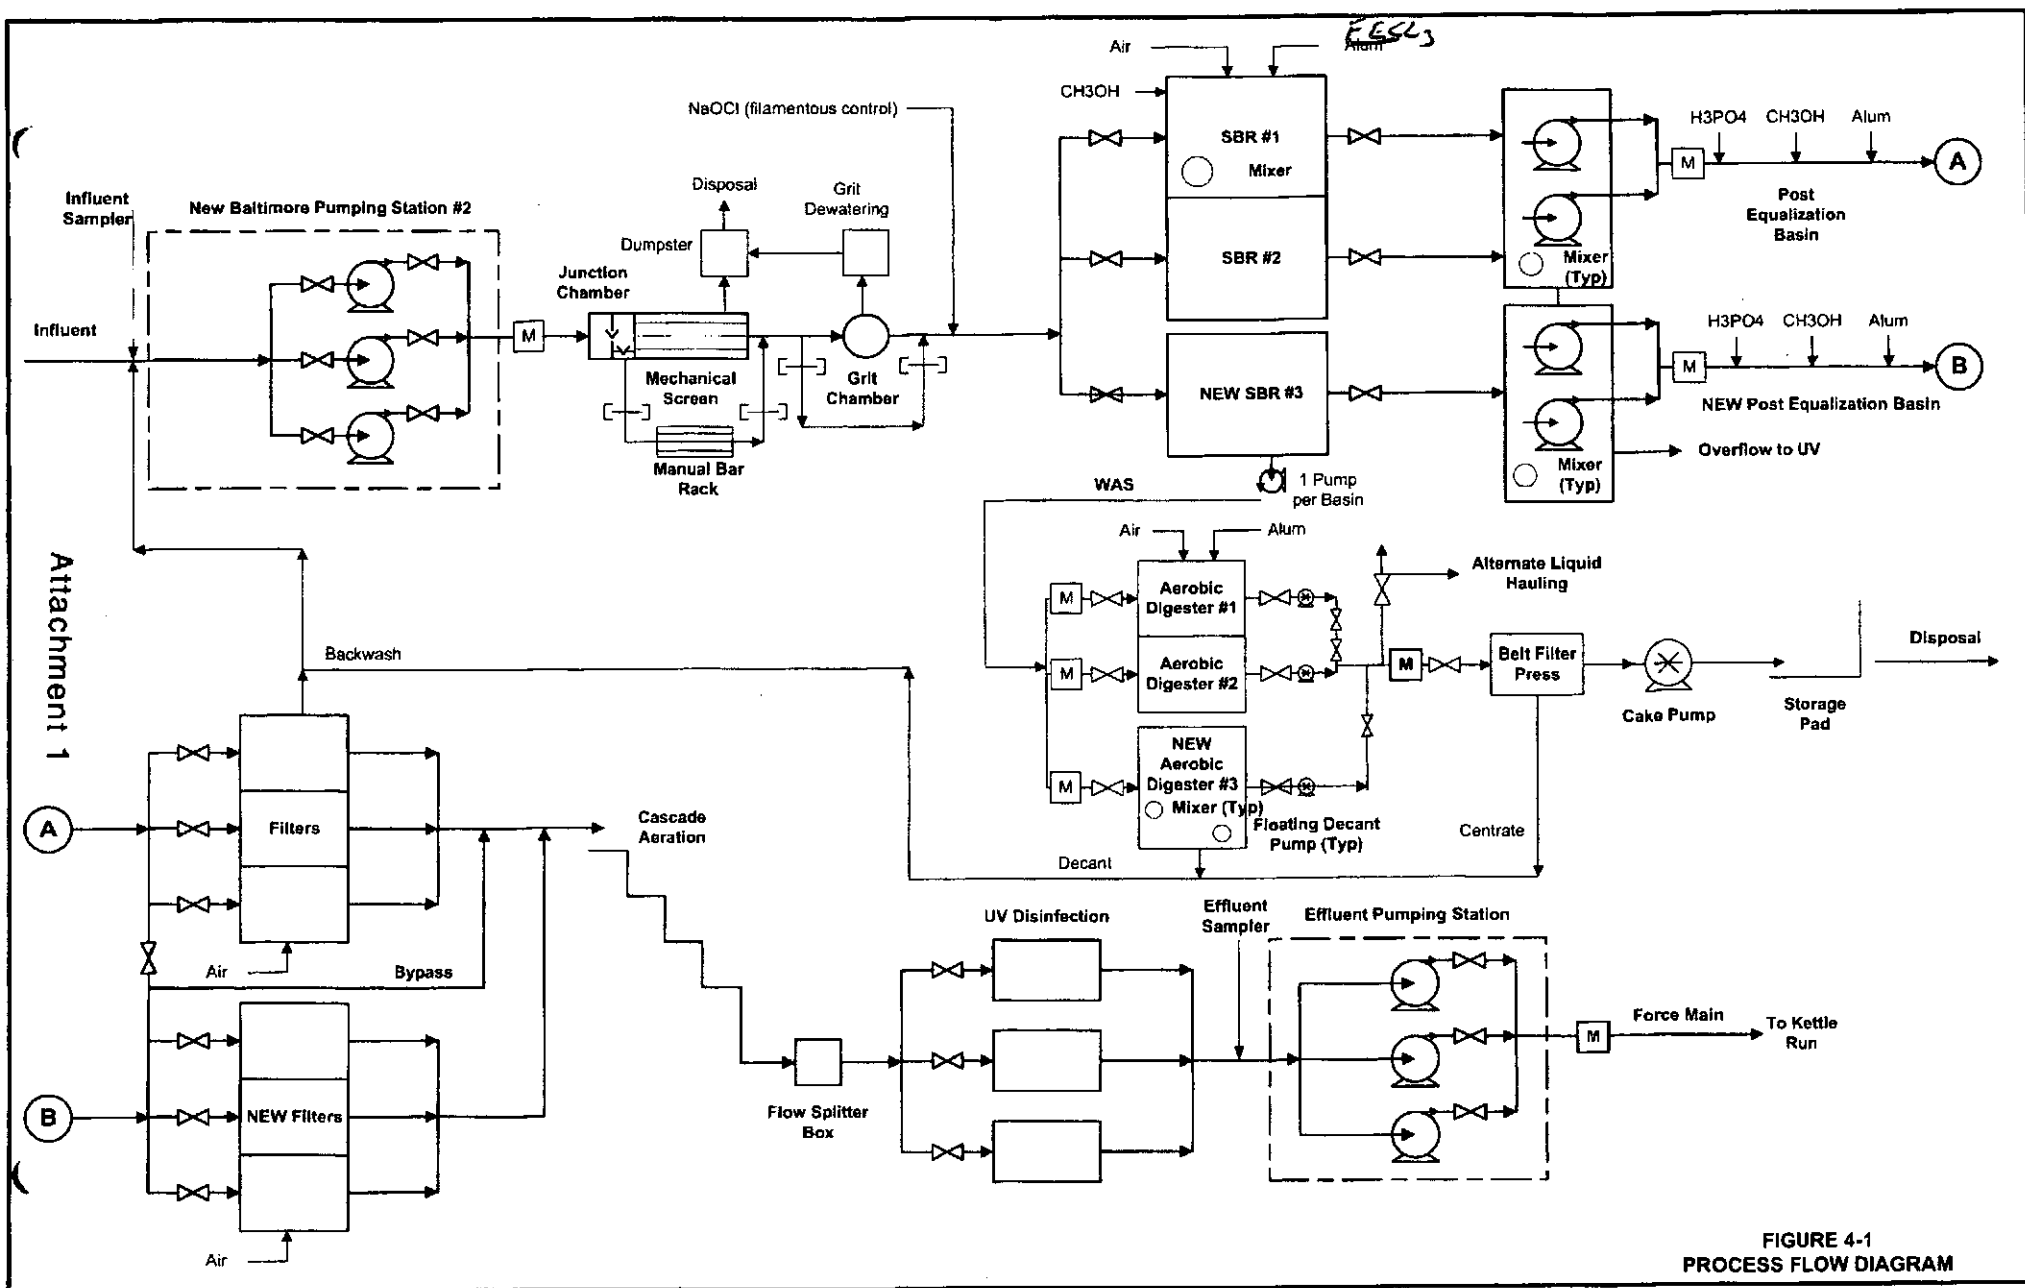 Air
FECL3
Alum
CH3OH
NaOCl (filamentous control)
SBR #1
Mixer
SBR #2
NEW SBR #3
1 Pump
per Basin
WAS
Mixer
(Typ)
M
H3PO4
CH3OH
Alum
A
Post
Equalization
Basin
Mixer
(Typ)
M
H3PO4
CH3OH
Alum
B
NEW Post Equalization Basin
Overflow to UV
Influent
Sampler
New Baltimore Pumping Station #2
Influent
M
Junction
Chamber
Disposal
Dumpster
Grit
Dewatering
Mechanical
Screen
Grit
Chamber
Manual Bar
Rack
Attachment 1
Backwash
Air
Alum
M
Aerobic
Digester #1
M
Aerobic
Digester #2
M
NEW
Aerobic
Digester #3
Mixer (Typ)
Floating Decant
Pump (Typ)
Decant
Centrate
Alternate Liquid
Hauling
M
Belt Filter
Press
Cake Pump
Storage
Pad
Disposal
A
Filters
Air
Bypass
B
NEW Filters
Air
Cascade
Aeration
Flow Splitter
Box
UV Disinfection
Effluent
Sampler
Effluent Pumping Station
M
Force Main
To Kettle
Run
FIGURE 4-1
PROCESS FLOW DIAGRAM